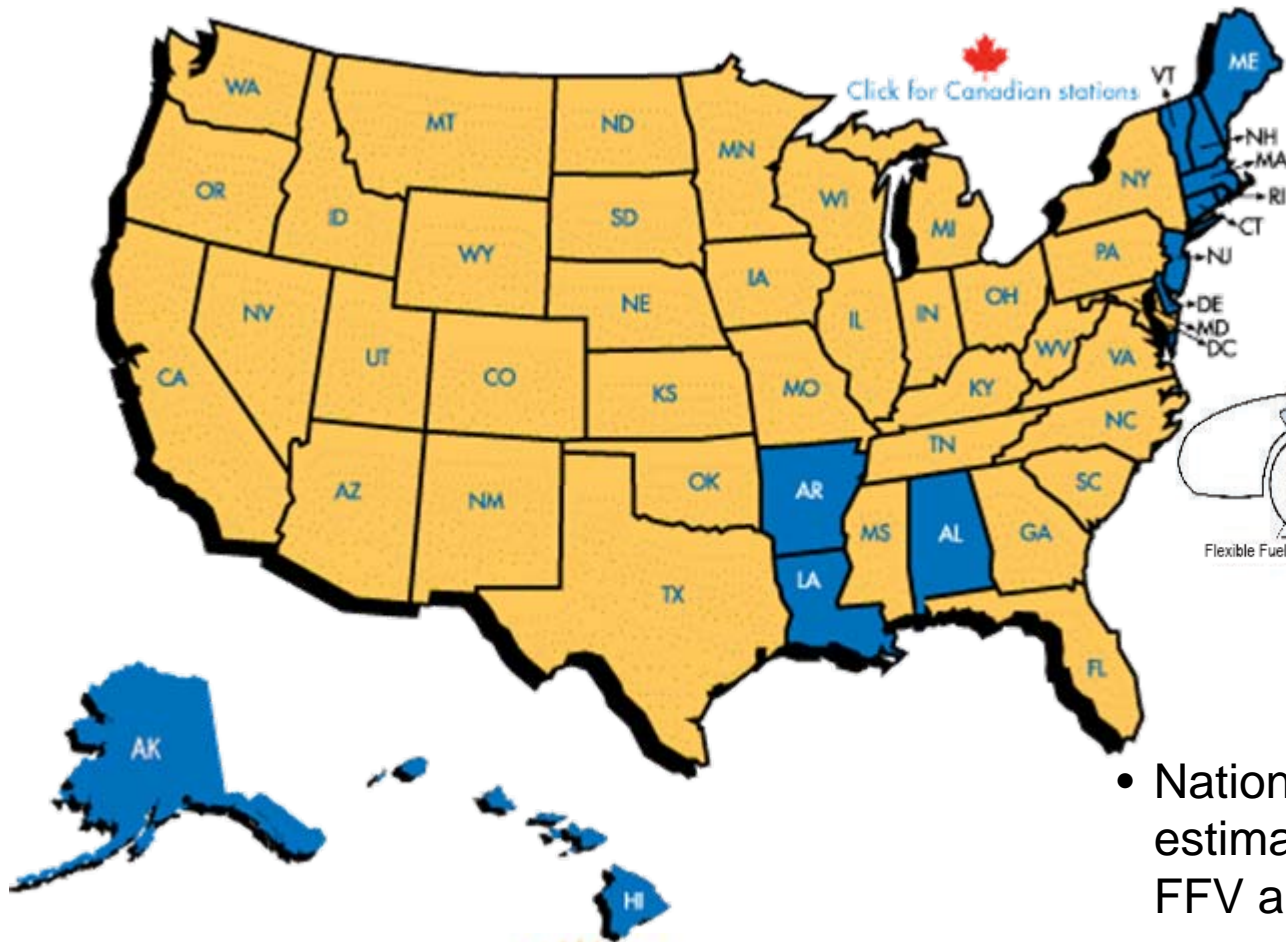 Click for Canadian stations
WA
MT
ND
MN
OR
ID
SD
WI
WY
MI
NY
VT
ME
NH
MA
RI
CT
NJ
PA
IA
NE
NV
UT
CO
IL
IN
OH
DE
MD
DC
WV
VA
CA
KS
MO
KY
NC
TN
AZ
NM
OK
AR
SC
MS
AL
GA
TX
LA
FL
Flexible Fuel
AK
HI
• Nation
estima
FFV a